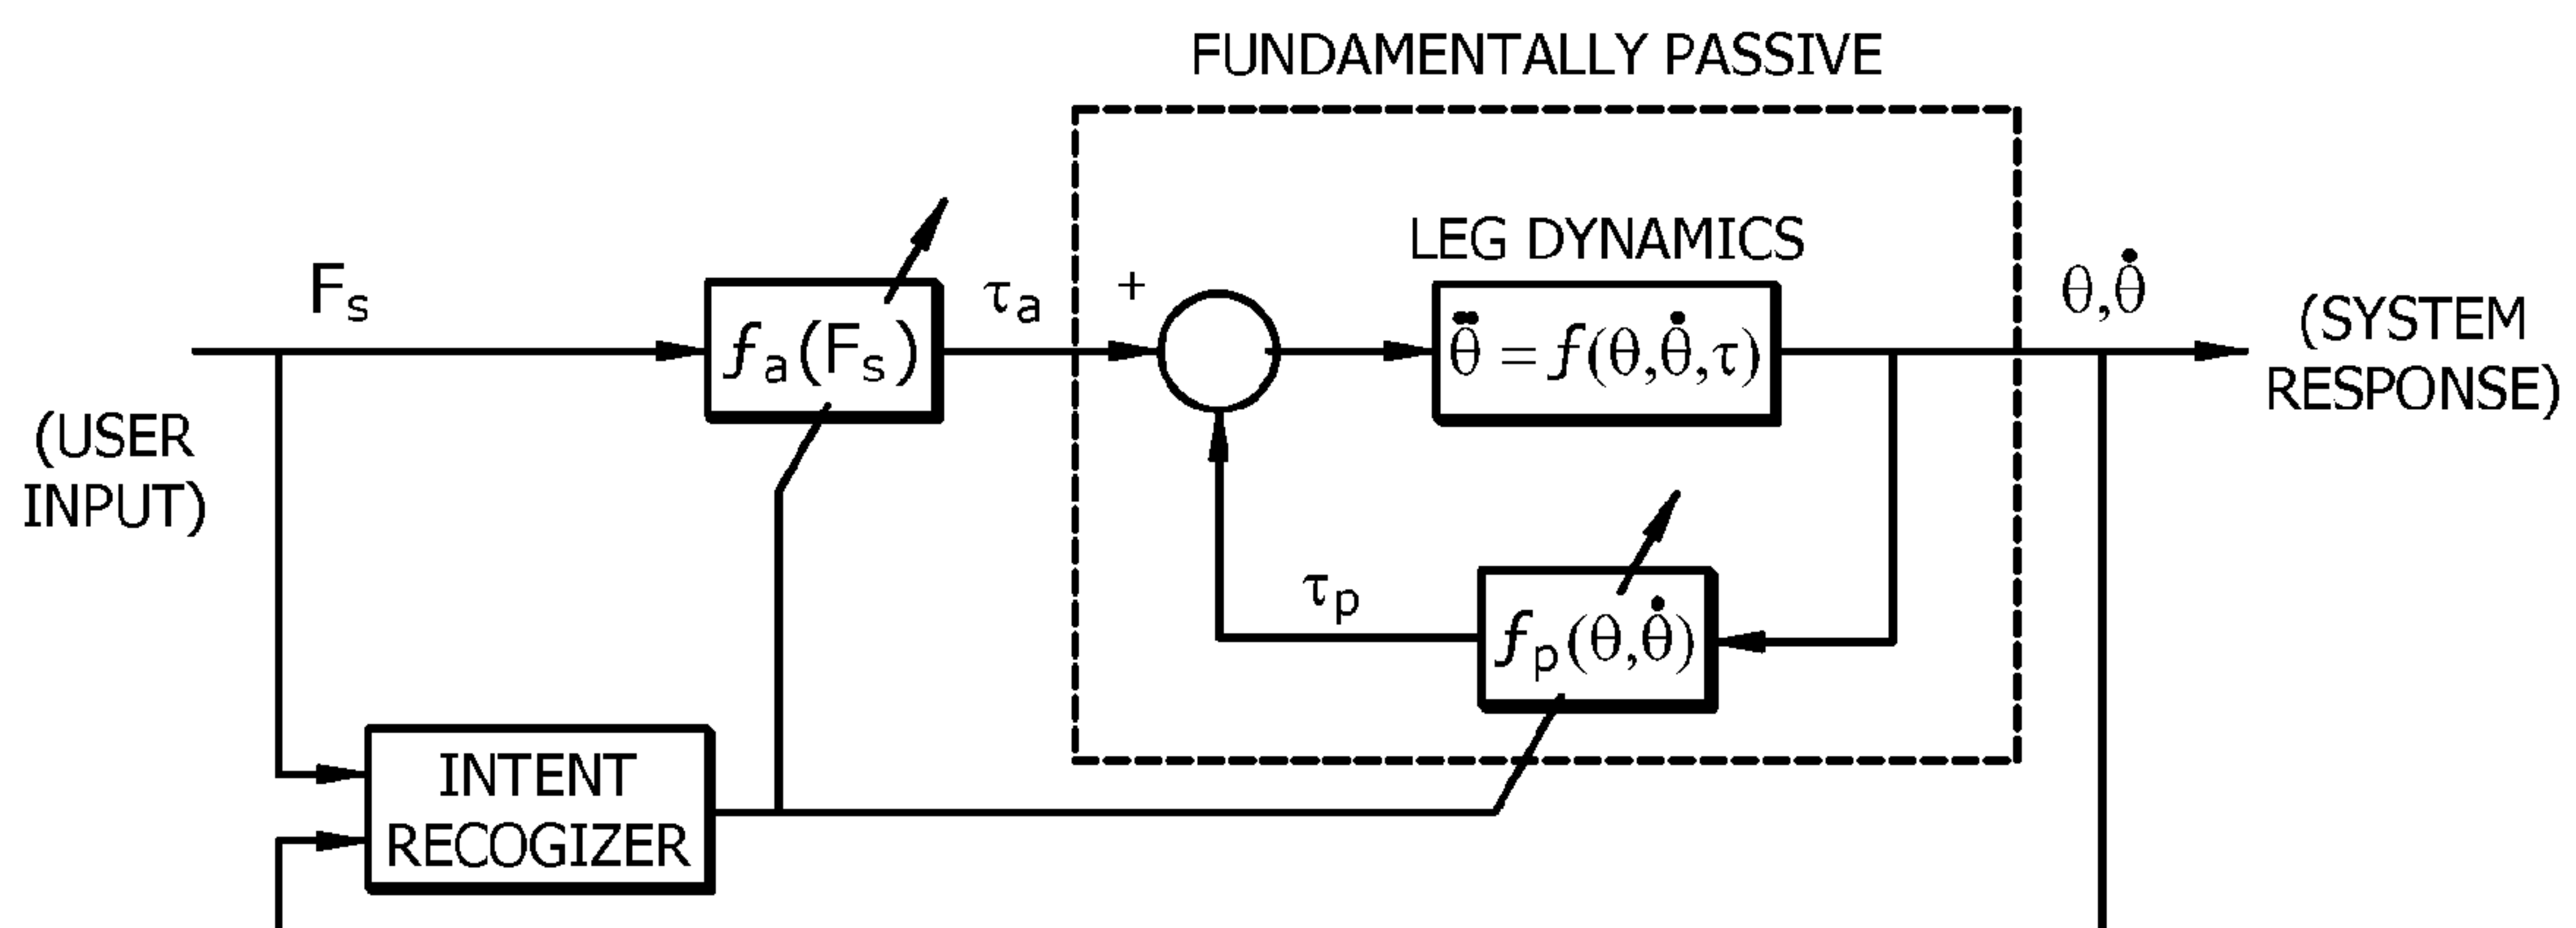 FUNDAMENTALLY PASSIVE
LEG DYNAMICS
Fₛ
fₐ(Fₛ)
τₐ
+
θ̈ = f(θ,θ̇,τ)
θ,θ̇
(SYSTEM
RESPONSE)
(USER
INPUT)
τₚ
fₚ(θ,θ̇)
INTENT
RECOGIZER